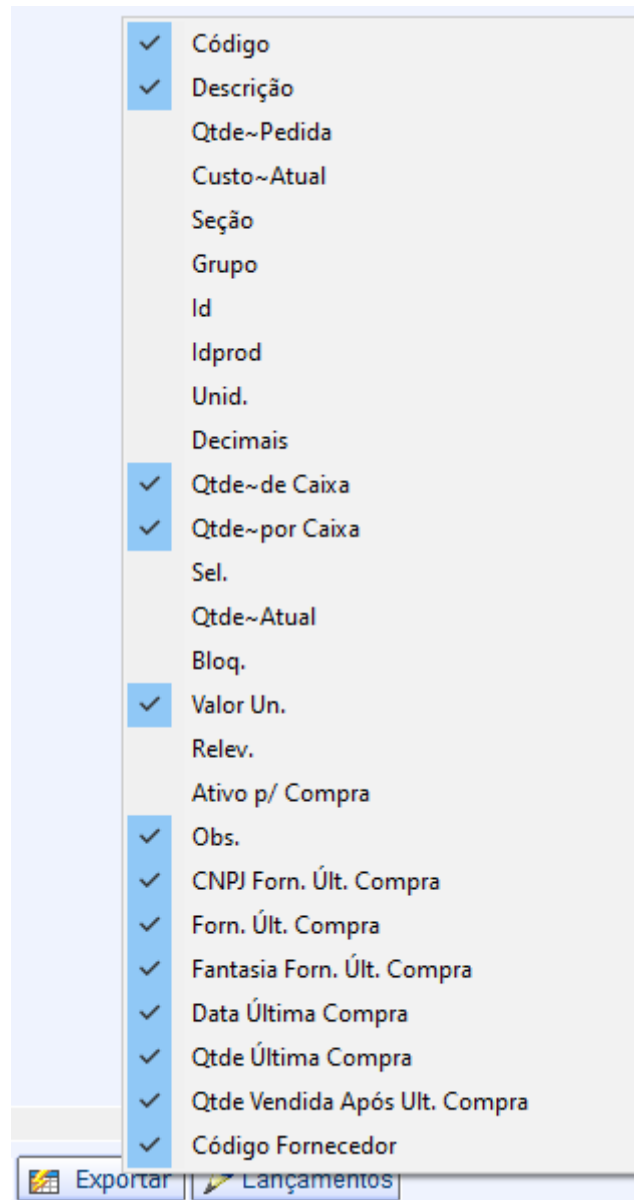 Código
Descrição
Qtde~Pedida
Custo~Atual
Seção
Grupo
Id
Idprod
Unid.
Decimais
Qtde~de Caixa
Qtde~por Caixa
Sel.
Qtde~Atual
Bloq.
Valor Un.
Relev.
Ativo p/ Compra
Obs.
CNPJ Forn. Últ. Compra
Forn. Últ. Compra
Fantasia Forn. Últ. Compra
Data Última Compra
Qtde Última Compra
Qtde Vendida Após Ult. Compra
Código Fornecedor
Exportar Lançamentos